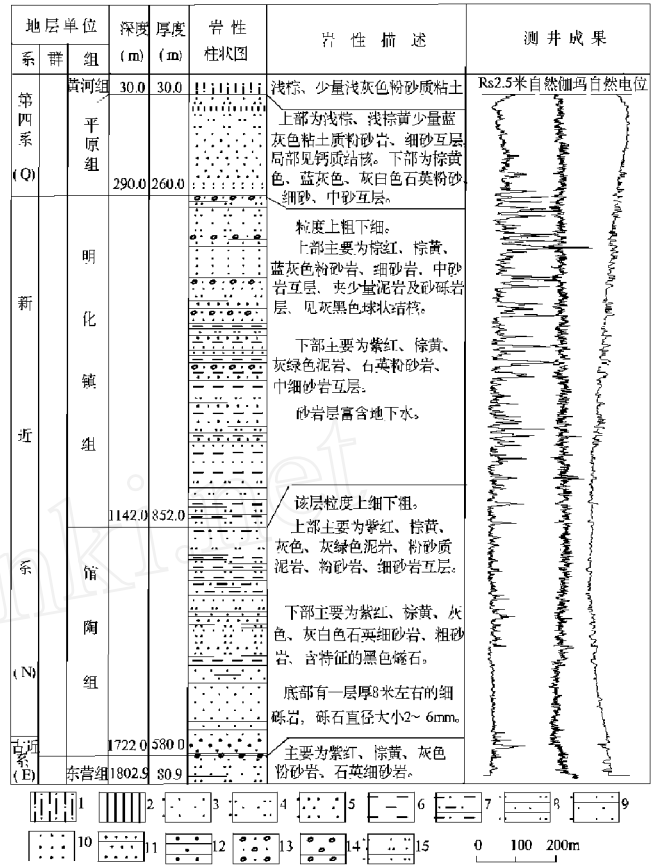 地层单位 深度 厚度 岩性 岩性描述 测井成果
系 群 组 (m) (m) 柱状图
黄河组 30.0 30.0 浅棕、少量浅灰色粉砂质粘土 Rs2.5米自然伽玛自然电位
第四系(Q) 平原组 290.0 260.0
上部为浅棕、浅棕黄少量蓝
灰色粘土质粉砂岩、细砂互层,
局部见钙质结核。下部为棕黄
色、蓝灰色、灰白色石英粉砂、
细砂、中砂互层。
新近系(N) 明化镇组 1142.0 852.0
粒度上粗下细。
上部主要为棕红、棕黄、
蓝灰色粉砂岩、细砂岩、中砂
岩互层、夹少量泥岩及砂砾岩
层、见灰黑色球状结核。
下部主要为紫红、棕黄、
灰绿色泥岩、石英粉砂岩、
中细砂岩互层。
砂岩层富含地下水。
馆陶组 1722.0 580.0
该层粒度上细下粗。
上部主要为紫红、棕黄、
灰色、灰绿色泥岩、粉砂质
泥岩、粉砂岩、细砂岩互层。
下部主要为紫红、棕黄、灰
色、灰白色石英细砂岩、粗砂
岩、含特征的黑色燧石。
底部有一层厚8米左右的细
砾岩，砾石直径大小2~6mm。
古近系(E) 东营组 1802.9 80.9
主要为紫红、棕黄、灰色
粉砂岩、石英细砂岩。
1 2 3 4 5 6 7 8 9
10 11 12 13 14 15 0 100 200m
nki.net